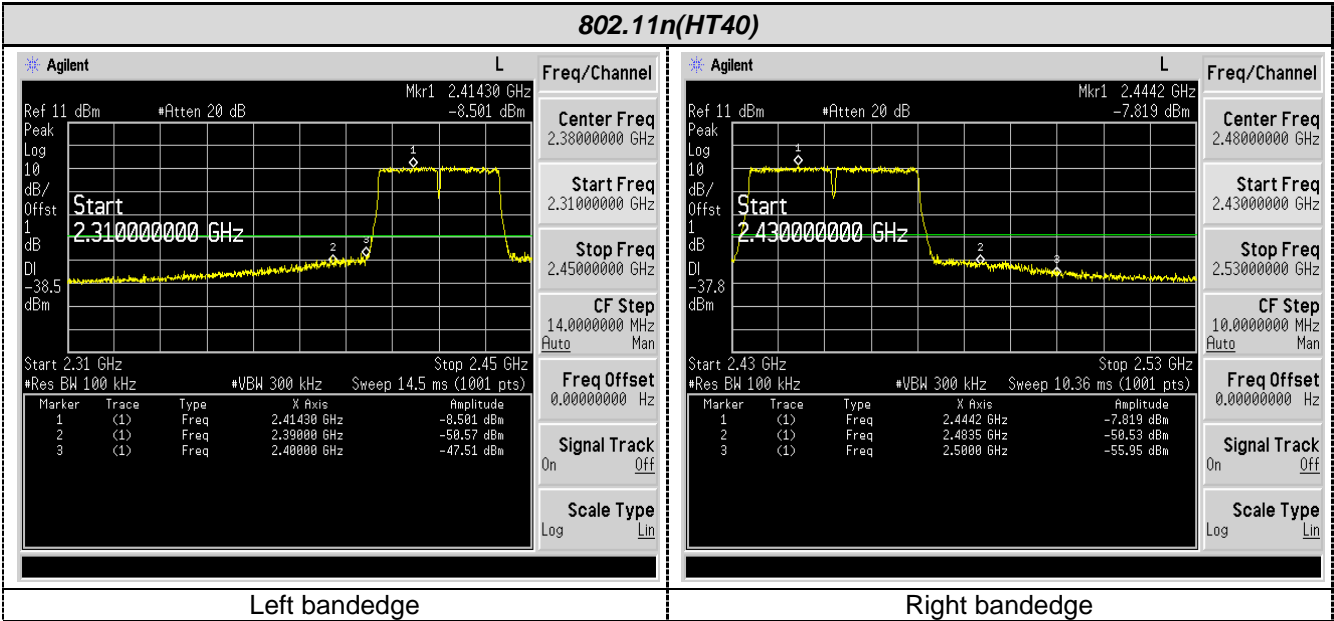 802.11n(HT40)
Agilent L
Mkr1 2.41430 GHz
Ref 11 dBm #Atten 20 dB -8.501 dBm
Peak
Log
10
dB/
Offst
1
dB
DI
-38.5
dBm
Start
2.310000000 GHz
1
2
3
Start 2.31 GHz Stop 2.45 GHz
#Res BW 100 kHz #VBW 300 kHz Sweep 14.5 ms (1001 pts)
Marker Trace Type X Axis Amplitude
1 (1) Freq 2.41430 GHz -8.501 dBm
2 (1) Freq 2.39000 GHz -50.57 dBm
3 (1) Freq 2.40000 GHz -47.51 dBm
Freq/Channel
Center Freq
2.38000000 GHz
Start Freq
2.31000000 GHz
Stop Freq
2.45000000 GHz
CF Step
14.0000000 MHz
Auto Man
Freq Offset
0.00000000 Hz
Signal Track
On Off
Scale Type
Log Lin
Left bandedge
Agilent L
Mkr1 2.4442 GHz
Ref 11 dBm #Atten 20 dB -7.819 dBm
Peak
Log
10
dB/
Offst
1
dB
DI
-37.8
dBm
Start
2.430000000 GHz
1
2
3
Start 2.43 GHz Stop 2.53 GHz
#Res BW 100 kHz #VBW 300 kHz Sweep 10.36 ms (1001 pts)
Marker Trace Type X Axis Amplitude
1 (1) Freq 2.4442 GHz -7.819 dBm
2 (1) Freq 2.4835 GHz -50.53 dBm
3 (1) Freq 2.5000 GHz -55.95 dBm
Freq/Channel
Center Freq
2.48000000 GHz
Start Freq
2.43000000 GHz
Stop Freq
2.53000000 GHz
CF Step
10.0000000 MHz
Auto Man
Freq Offset
0.00000000 Hz
Signal Track
On Off
Scale Type
Log Lin
Right bandedge